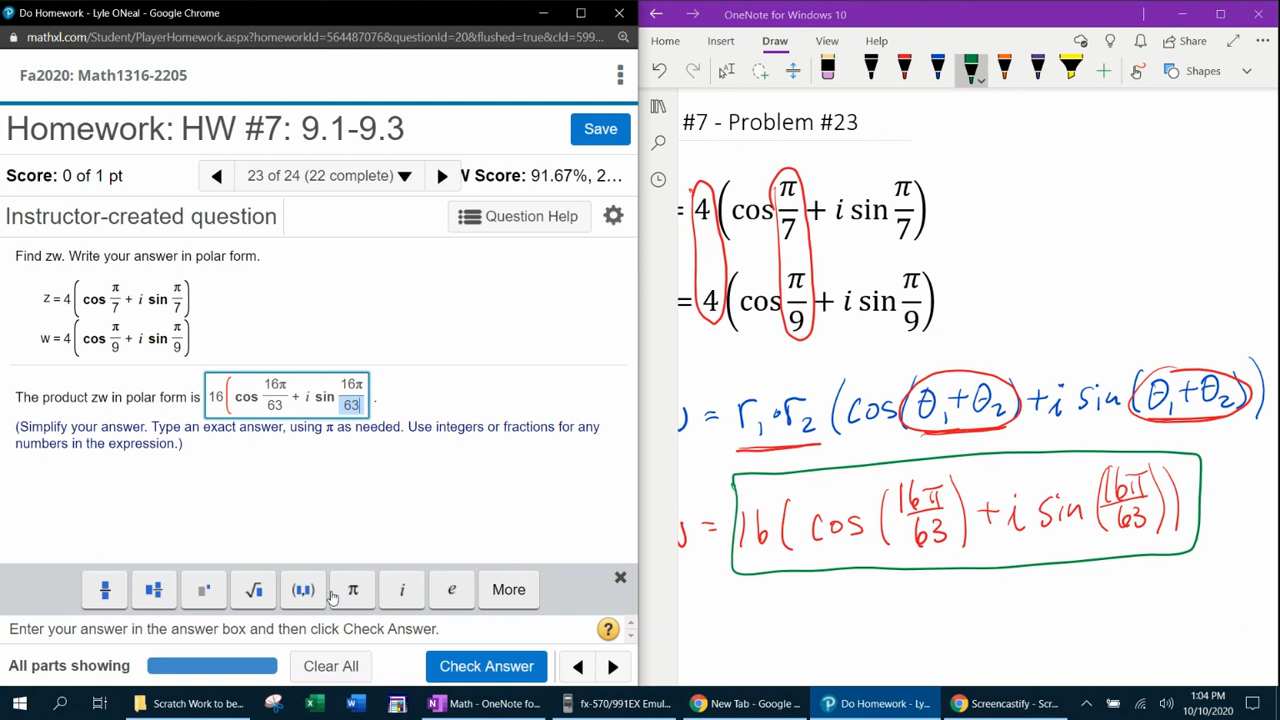 Do Homework - Lyle ONeal - Google Chrome
mathxl.com/Student/PlayerHomework.aspx?homeworkId=564487076&questionId=20&flushed=true&cId=599...
Fa2020: Math1316-2205
Homework: HW #7: 9.1-9.3
Save
Score: 0 of 1 pt
23 of 24 (22 complete)
W Score: 91.67%, 2...
Instructor-created question
Question Help
Find zw. Write your answer in polar form.
z = 4 ( cos π/7 + i sin π/7 )
w = 4 ( cos π/9 + i sin π/9 )
The product zw in polar form is 16 ( cos 16π/63 + i sin 16π/63 .
(Simplify your answer. Type an exact answer, using π as needed. Use integers or fractions for any
numbers in the expression.)
(▮,▮) π i e More
Enter your answer in the answer box and then click Check Answer.
?
All parts showing
Clear All
Check Answer
OneNote for Windows 10
Home Insert Draw View Help
Share
Shapes
#7 - Problem #23
= 4 ( cos π/7 + i sin π/7 )
= 4 ( cos π/9 + i sin π/9 )
= r₁·r₂ (cos(θ₁+θ₂) + i sin(θ₁+θ₂))
= 16 ( cos (16π/63) + i sin (16π/63))
Scratch Work to be...
Math - OneNote fo...
fx-570/991EX Emul...
New Tab - Google ...
Do Homework - Ly...
Screencastify - Scr...
1:04 PM
10/10/2020